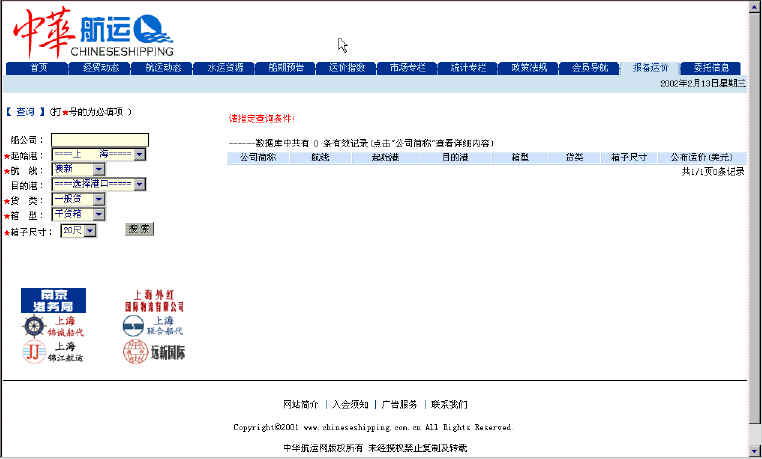 中華航运
CHINESESHIPPING
首页 经贸动态 航运动态 水运货源 船期预告 运价指数 市场专栏 统计专栏 政策法规 会员导航 报备运价 委托信息
2002年2月13日星期三
【 查询 】(打★号的为必填项 )
请指定查询条件!
船公司:
------数据库中共有 0 条有效记录(点击"公司简称"查看详细内容)
★起始港: ====上 海====
公司简称 航线 起始港 目的港 箱型 货类 箱子尺寸 公布运价(美元)
★航 线: 澳新
共1/1页0条记录
目的港: ====选择港口=====
★货 类: 一般货
★箱 型: 干货箱
★箱子尺寸: 20尺 搜索
南京港务局
上海外红国际物流有限公司
上海锦诚船代
上海联合船代
上海锦江航运
远新国际
网站简介 | 入会须知 | 广告服务 | 联系我们
Copyright©2001 www.chineseshipping.com.cn All Rights Reserved.
中华航运网版权所有 未经授权禁止复制及转载